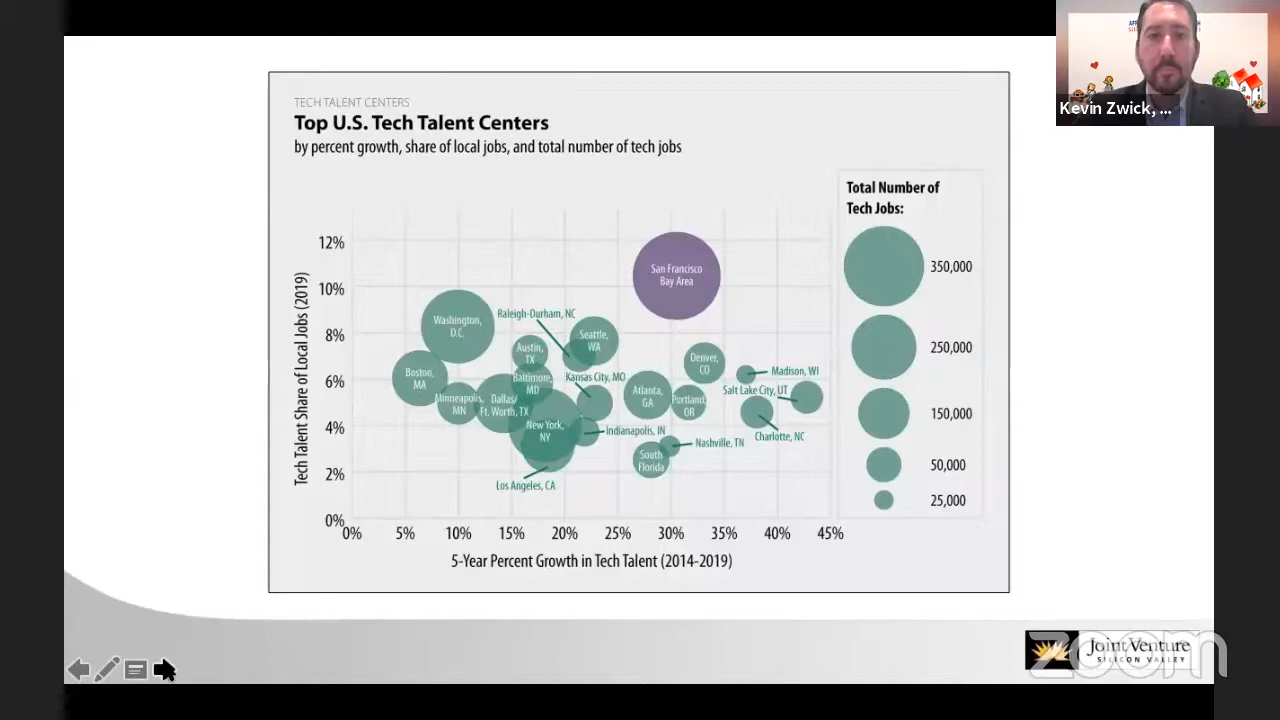 Kevin Zwick, ...
TECH TALENT CENTERS
Top U.S. Tech Talent Centers
by percent growth, share of local jobs, and total number of tech jobs
Total Number of
Tech Jobs:
350,000
250,000
150,000
50,000
25,000
Tech Talent Share of Local Jobs (2019)
12%
10%
8%
6%
4%
2%
0%
San Francisco
Bay Area
Washington,
D.C.
Raleigh-Durham, NC
Seattle,
WA
Austin,
TX
Denver,
CO
Boston,
MA
Baltimore,
MD
Kansas City, MO
Madison, WI
Salt Lake City, UT
Minneapolis,
MN
Dallas/
Ft. Worth, TX
Atlanta,
GA
Portland,
OR
New York,
NY
Indianapolis, IN
Charlotte, NC
Nashville, TN
South
Florida
Los Angeles, CA
0% 5% 10% 15% 20% 25% 30% 35% 40% 45%
5-Year Percent Growth in Tech Talent (2014-2019)
Joint Venture
SILICON VALLEY
zoom